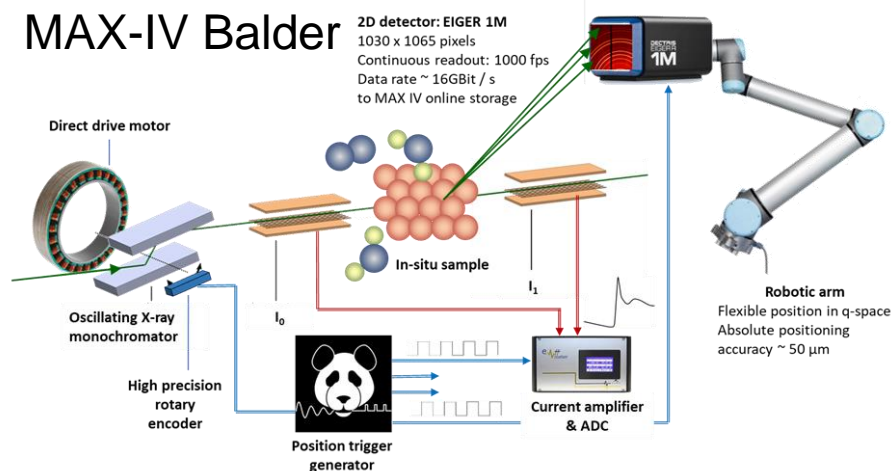 MAX-IV Balder
2D detector: EIGER 1M
1030 x 1065 pixels
Continuous readout: 1000 fps
Data rate ~ 16GBit / s
to MAX IV online storage
DECTRIS
EIGER
1M
Direct drive motor
In-situ sample
I₀
I₁
Oscillating X-ray
monochromator
Robotic arm
Flexible position in q-space
Absolute positioning
accuracy ~ 50 µm
High precision
rotary
encoder
Position trigger
generator
Current amplifier
& ADC